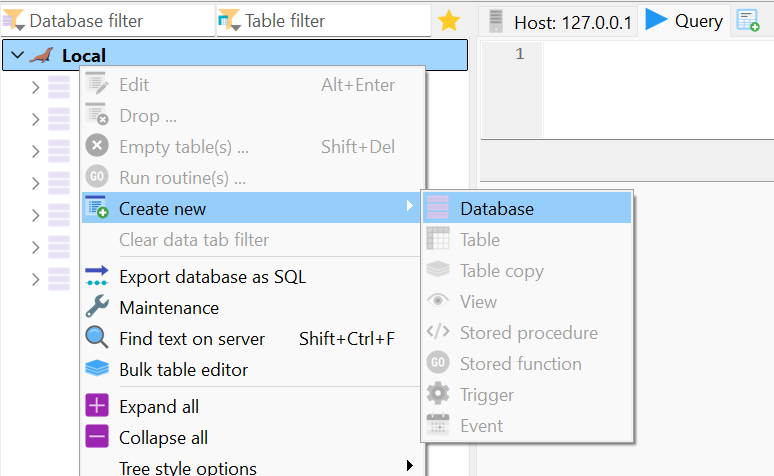 Database filter
Table filter
Host: 127.0.0.1
Query
Local
1
Edit Alt+Enter
Drop ...
Empty table(s) ... Shift+Del
GO Run routine(s) ...
Create new
Clear data tab filter
Export database as SQL
Maintenance
Find text on server Shift+Ctrl+F
Bulk table editor
Expand all
Collapse all
Tree style options
Database
Table
Table copy
View
Stored procedure
GO Stored function
Trigger
Event